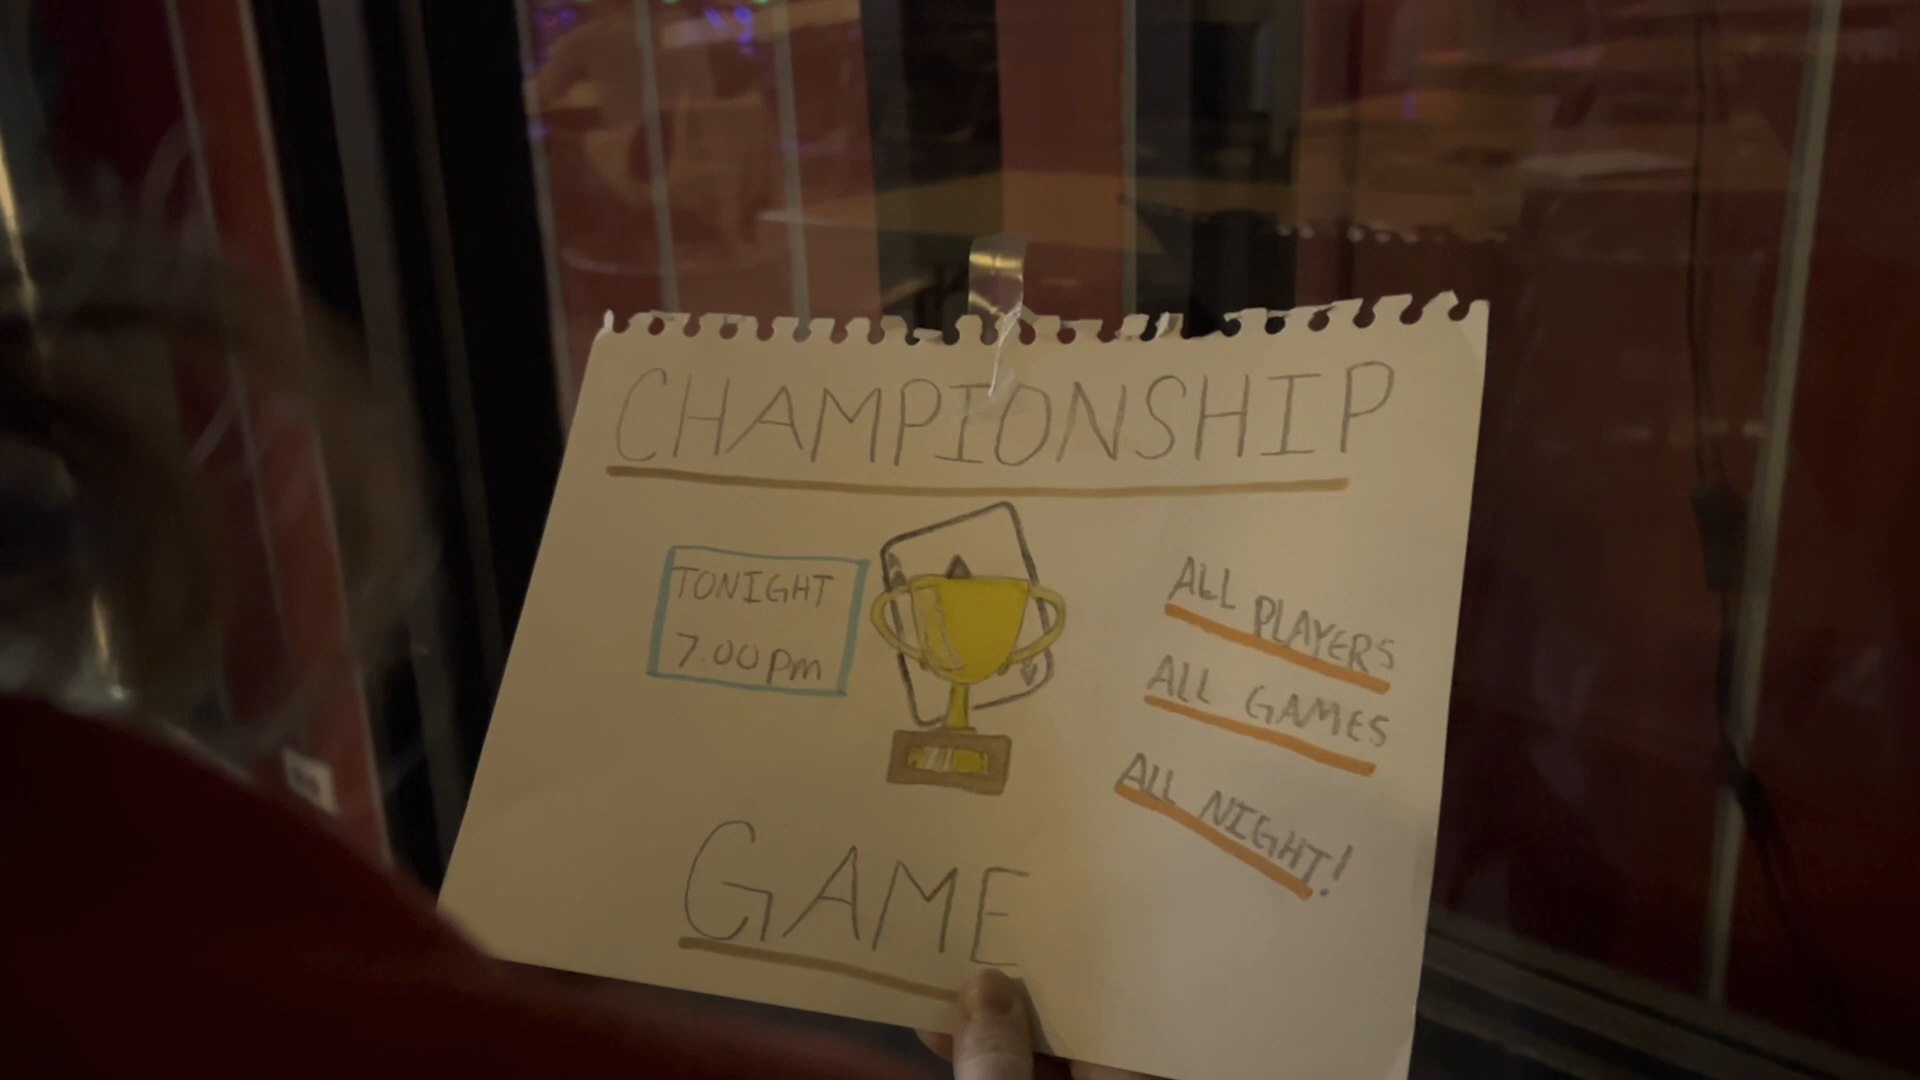 CHAMPIONSHIP
TONIGHT
7.00pm
ALL PLAYERS
ALL GAMES
ALL NIGHT!
GAME